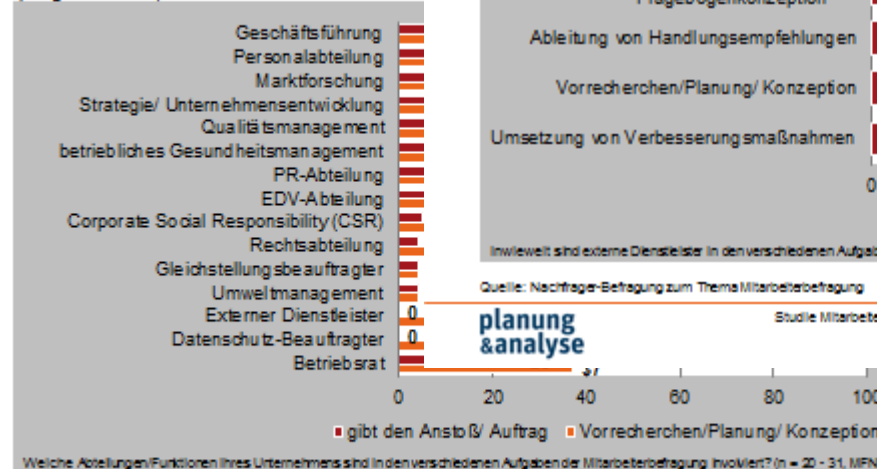 Geschäftsführung
Personalabteilung
Marktforschung
Strategie/ Unternehmensentwicklung
Qualitätsmanagement
betriebliches Gesundheitsmanagement
PR-Abteilung
EDV-Abteilung
Corporate Social Responsibility (CSR)
Rechtsabteilung
Gleichstellungsbeauftragter
Umweltmanagement
Externer Dienstleister 0
Datenschutz-Beauftragter 0
Betriebsrat
0 20 40 60 80 100
gibt den Anstoß/ Auftrag Vorrecherchen/Planung/ Konzeption
Welche Abteilungen/Funktionen Ihres Unternehmens sind in den verschiedenen Aufgaben der Mitarbeiterbefragung involviert? (n = 20 - 31, MFN
Fragebogenkonzeption
Ableitung von Handlungsempfehlungen
Vorrecherchen/Planung/ Konzeption
Umsetzung von Verbesserungsmaßnahmen
0
Inwieweit sind externe Dienstleister in den verschiedenen Aufgab
Quelle: Nachfrager-Befragung zum Thema Mitarbeiterbefragung
planung
&analyse
Studie Mitarbeite